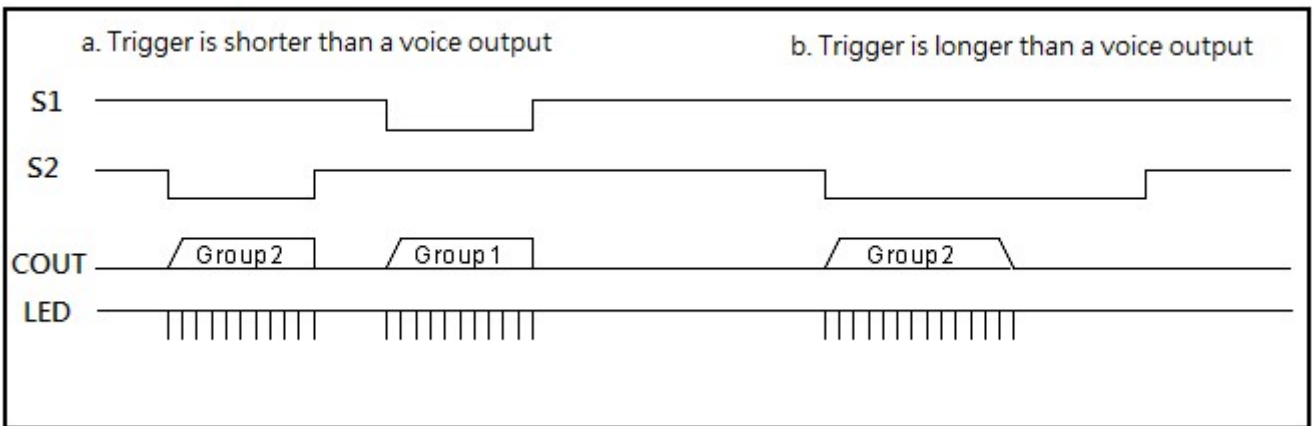 a. Trigger is shorter than a voice output
b. Trigger is longer than a voice output
S1
S2
COUT
Group2
Group1
Group2
LED